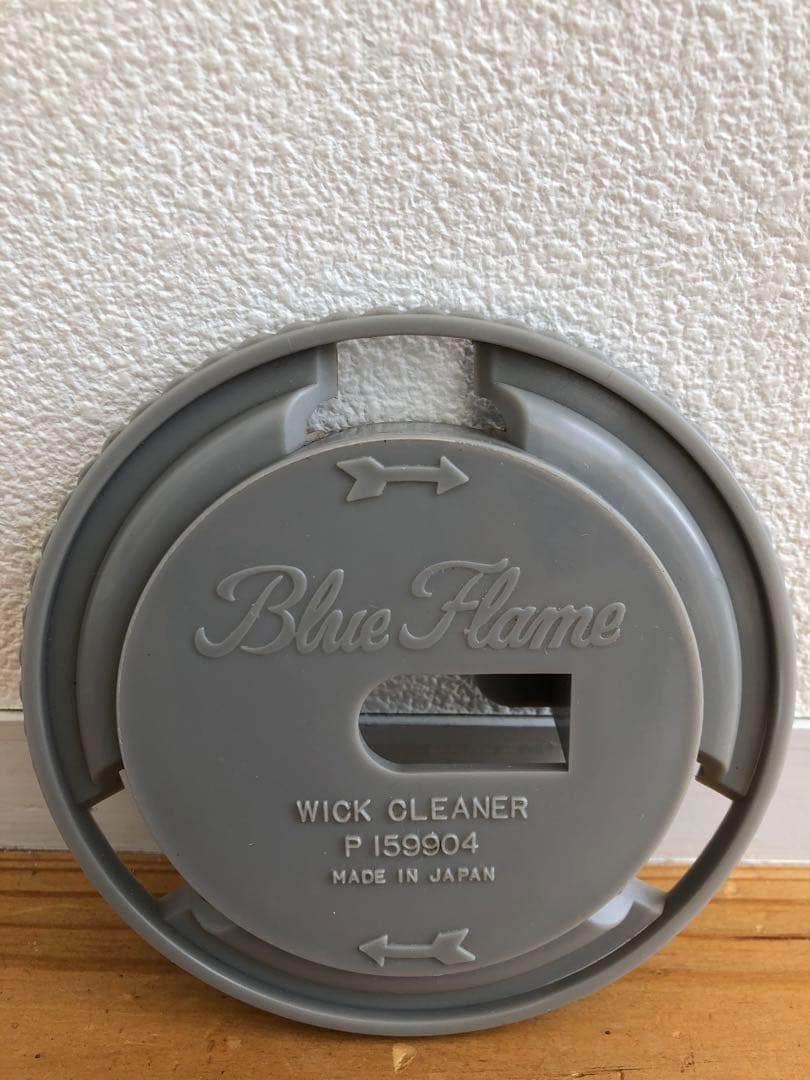 Blue Flame
WICK CLEANER
P 159904
MADE IN JAPAN